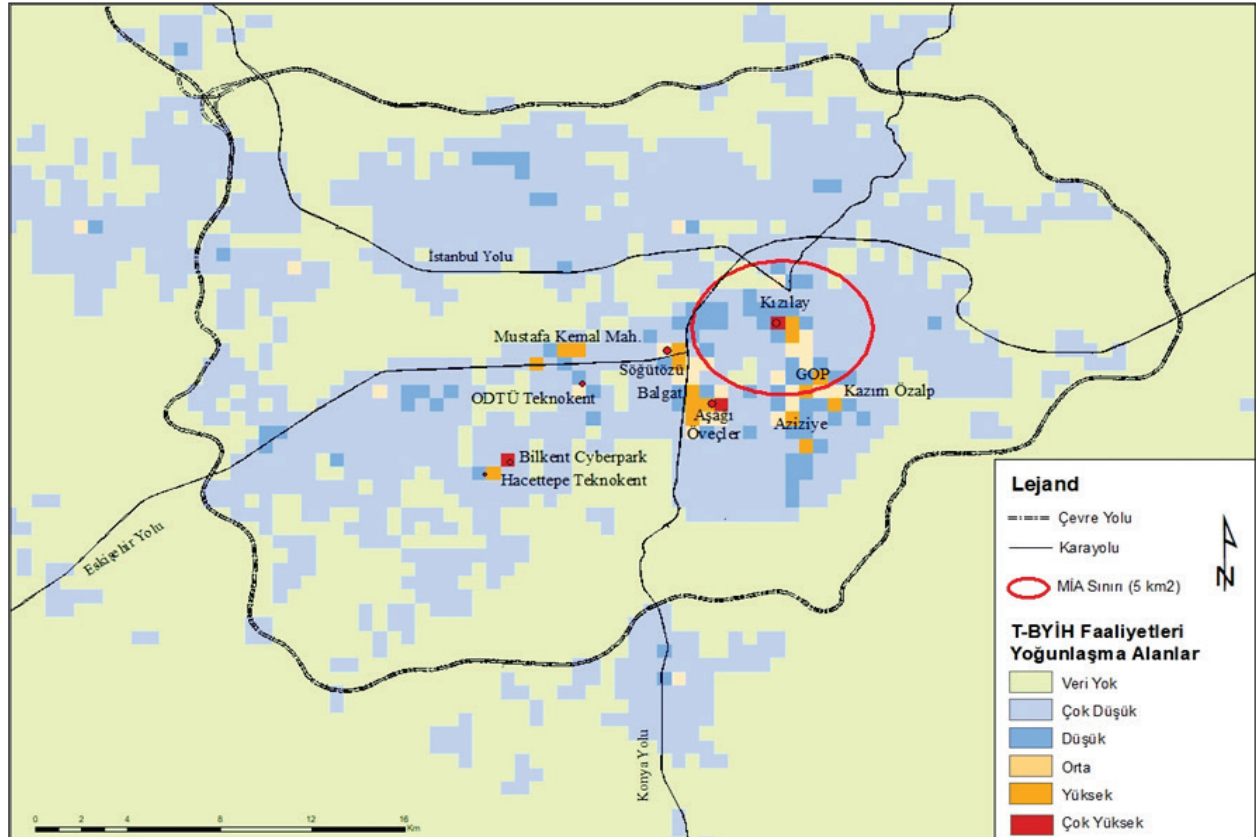 İstanbul Yolu
Kızılay
Mustafa Kemal Mah.
Söğütözü
GOP
ODTÜ Teknokent
Balgat
Kazım Özalp
Aşağı
Öveçler
Aziziye
Bilkent Cyberpark
Hacettepe Teknokent
Eskişehir Yolu
Konya Yolu
Lejand
Çevre Yolu
Karayolu
MİA Sınırı (5 km2)
N
T-BYİH Faaliyetleri
Yoğunlaşma Alanlar
Veri Yok
Çok Düşük
Düşük
Orta
Yüksek
Çok Yüksek
0 2 4 8 12 16
Km